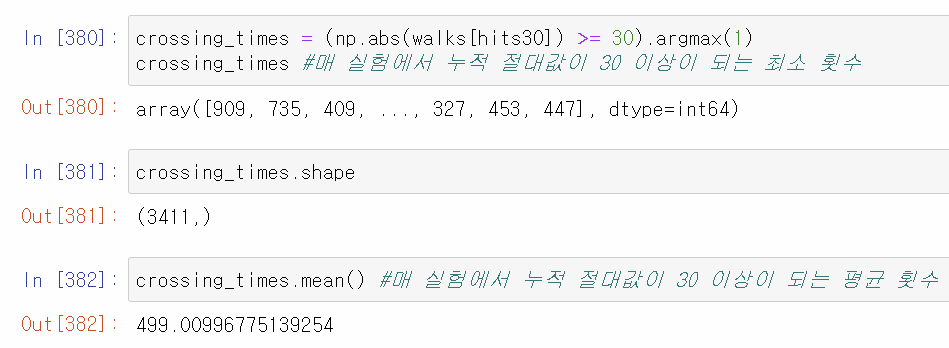 In [380]: crossing_times = (np.abs(walks[hits30]) >= 30).argmax(1)
crossing_times #매 실험에서 누적 절대값이 30 이상이 되는 최소 횟수
Out[380]: array([909, 735, 409, ..., 327, 453, 447], dtype=int64)
In [381]: crossing_times.shape
Out[381]: (3411,)
In [382]: crossing_times.mean() #매 실험에서 누적 절대값이 30 이상이 되는 평균 횟수
Out[382]: 499.00996775139254